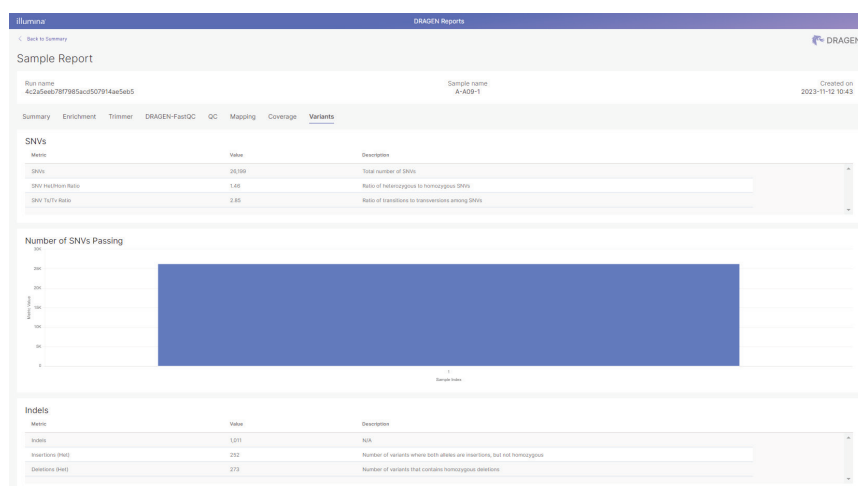 illumına DRAGEN Reports
Back to Summary
DRAGEN
Sample Report
Run name Sample name Created on
4c2a5eeb78f7985acd507914ae5eb5 A-A09-1 2023-11-12 10:43
Summary Enrichment Trimmer DRAGEN-FastQC QC Mapping Coverage Variants
SNVs
Metric Value Description
SNVs Total number of SNVs
SNV Het/Hom Ratio 1.46 Ratio of heterozygous to homozygous SNVs
SNV Ts/Tv Ratio 2.85 Ratio of transitions to transversions among SNVs
Number of SNVs Passing
30K
25K
20K
15K
10K
5K
0
Metric Value
1
Sample Index
Indels
Metric Value Description
Indels 1,011 N/A
Insertions (Het) 252 Number of variants where both alleles are insertions, but not homozygous
Deletions (Het) 273 Number of variants that contains homozygous deletions